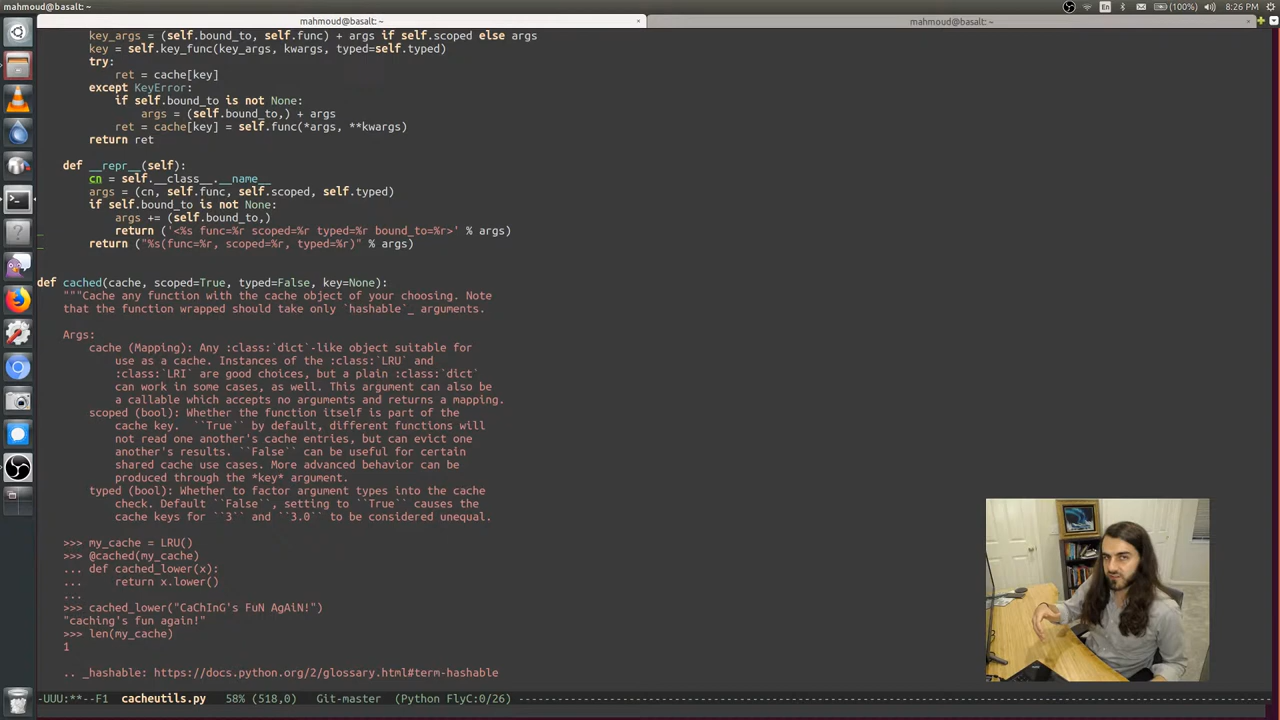 mahmoud@basalt: ~
En
(100%)
8:26 PM
mahmoud@basalt: ~
×
mahmoud@basalt: ~
×
key_args = (self.bound_to, self.func) + args if self.scoped else args
key = self.key_func(key_args, kwargs, typed=self.typed)
try:
ret = cache[key]
except KeyError:
if self.bound_to is not None:
args = (self.bound_to,) + args
ret = cache[key] = self.func(*args, **kwargs)
return ret
def __repr__(self):
cn = self.__class__.__name__
args = (cn, self.func, self.scoped, self.typed)
if self.bound_to is not None:
args += (self.bound_to,)
return ('<%s func=%r scoped=%r typed=%r bound_to=%r>' % args)
return ("%s(func=%r, scoped=%r, typed=%r)" % args)
def cached(cache, scoped=True, typed=False, key=None):
"""Cache any function with the cache object of your choosing. Note
that the function wrapped should take only `hashable`_ arguments.
Args:
cache (Mapping): Any :class:`dict`-like object suitable for
use as a cache. Instances of the :class:`LRU` and
:class:`LRI` are good choices, but a plain :class:`dict`
can work in some cases, as well. This argument can also be
a callable which accepts no arguments and returns a mapping.
scoped (bool): Whether the function itself is part of the
cache key.  ``True`` by default, different functions will
not read one another's cache entries, but can evict one
another's results. ``False`` can be useful for certain
shared cache use cases. More advanced behavior can be
produced through the *key* argument.
typed (bool): Whether to factor argument types into the cache
check. Default ``False``, setting to ``True`` causes the
cache keys for ``3`` and ``3.0`` to be considered unequal.
>>> my_cache = LRU()
>>> @cached(my_cache)
... def cached_lower(x):
...     return x.lower()
...
>>> cached_lower("CaChInG's FuN AgAiN!")
"caching's fun again!"
>>> len(my_cache)
1
.. _hashable: https://docs.python.org/2/glossary.html#term-hashable
-UUU:**--F1  cacheutils.py   58% (518,0)    Git-master  (Python FlyC:0/26)